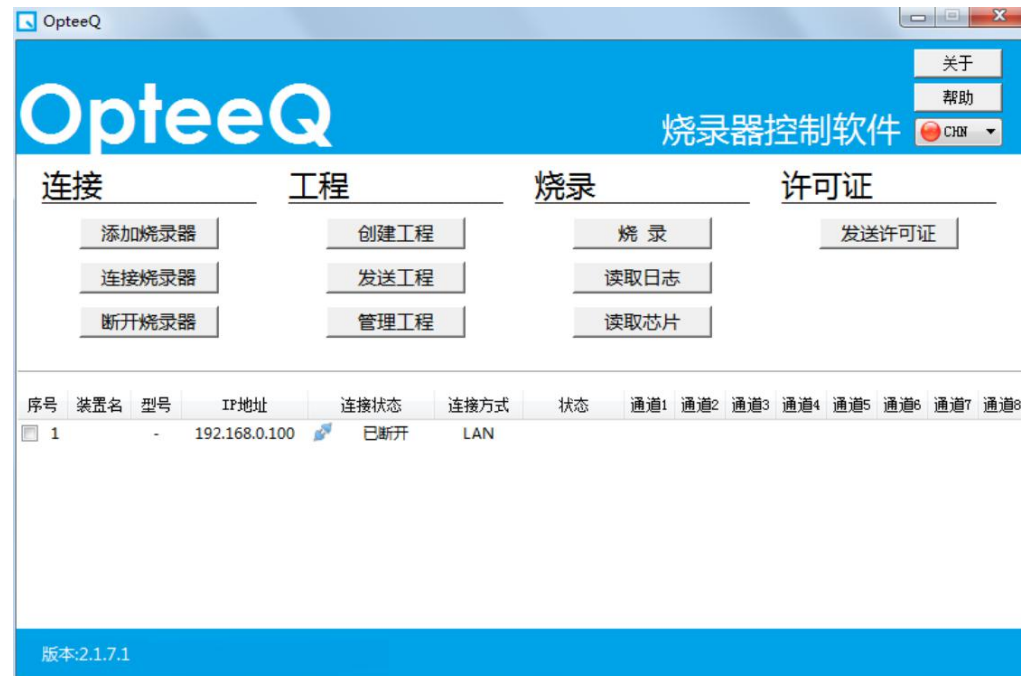 OpteeQ
关于
OpteeQ
帮助
烧录器控制软件
CHN
连接 工程 烧录 许可证
添加烧录器 创建工程 烧 录 发送许可证
连接烧录器 发送工程 读取日志
断开烧录器 管理工程 读取芯片
序号 装置名 型号 IP地址 连接状态 连接方式 状态 通道1 通道2 通道3 通道4 通道5 通道6 通道7 通道8
1 - 192.168.0.100 已断开 LAN
版本:2.1.7.1